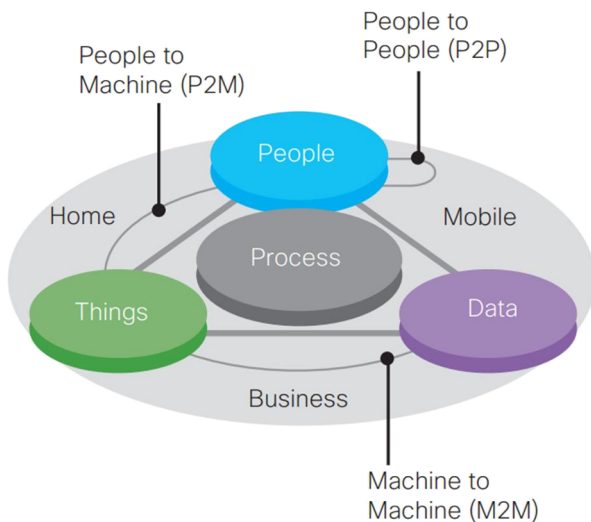 People to
Machine (P2M)
People to
People (P2P)
People
Home
Mobile
Process
Things
Data
Business
Machine to
Machine (M2M)